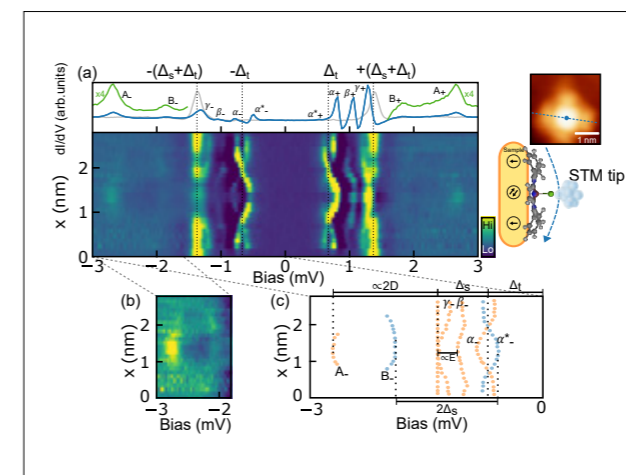 -(Δs+Δt) -Δt Δt +(Δs+Δt)
(a)
dI/dV (arb.units)
x4 A- B- γ- β- α- α*- α*+ α+ β+ γ+ B+ A+ x4
1 nm
Sample
STM tip
x (nm)
2
1
0
Hi
Lo
−3 −2 −1 0 1 2 3
Bias (mV)
(b)
x (nm)
2
1
0
−3 −2
Bias (mV)
(c)
∝2D Δs Δt
γ- β-
α- α*-
∝E
A- B-
x (nm)
2
1
0
2Δs
−3 0
Bias (mV)